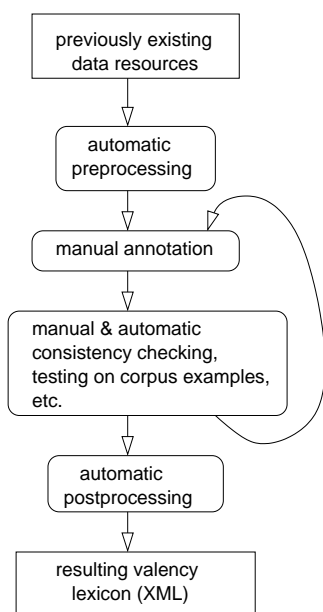 previously existing
data resources
automatic
preprocessing
manual annotation
manual & automatic
consistency checking,
testing on corpus examples,
etc.
automatic
postprocessing
resulting valency
lexicon (XML)